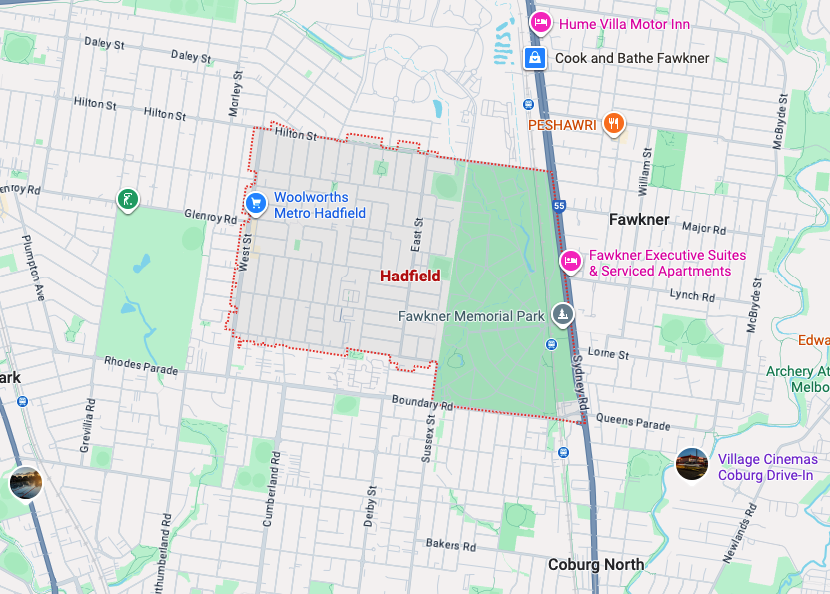 Hume Villa Motor Inn
Daley St
Daley St
Cook and Bathe Fawkner
Morley St
Hilton St
Hilton St
Hilton St
PESHAWRI
McBryde St
William St
enroy Rd
Woolworths
Metro Hadfield
Glenroy Rd
55
Fawkner
Major Rd
East St
West St
Plumpton Ave
Hadfield
Fawkner Executive Suites
& Serviced Apartments
Lynch Rd
McBryde St
Fawkner Memorial Park
Edwa
Lorne St
Rhodes Parade
Sydney Rd
Archery At
Melbo
ark
Boundary Rd
Queens Parade
Grevillia Rd
Sussex St
Village Cinemas
Coburg Drive-In
Cumberland Rd
Derby St
Newlands Rd
thumberland Rd
Bakers Rd
Coburg North